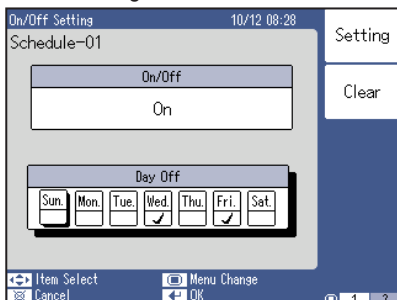 On/Off Setting 10/12 08:28
Schedule-01
Setting
Clear
On/Off
On
Day Off
Sun. Mon. Tue. Wed. Thu. Fri. Sat.
Item Select Menu Change
Cancel OK
1 2